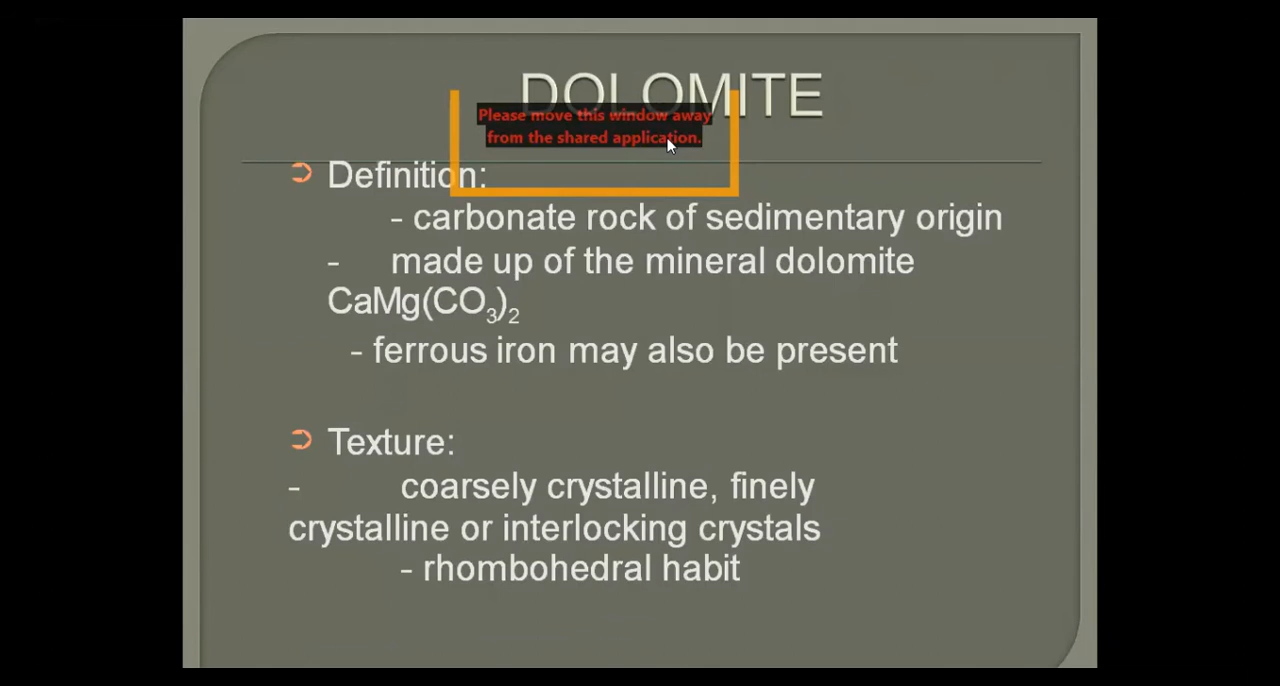 DOLOMITE
Please move this window away
from the shared application.
Definition:
- carbonate rock of sedimentary origin
- made up of the mineral dolomite
CaMg(CO₃)₂
- ferrous iron may also be present
Texture:
- coarsely crystalline, finely
crystalline or interlocking crystals
- rhombohedral habit